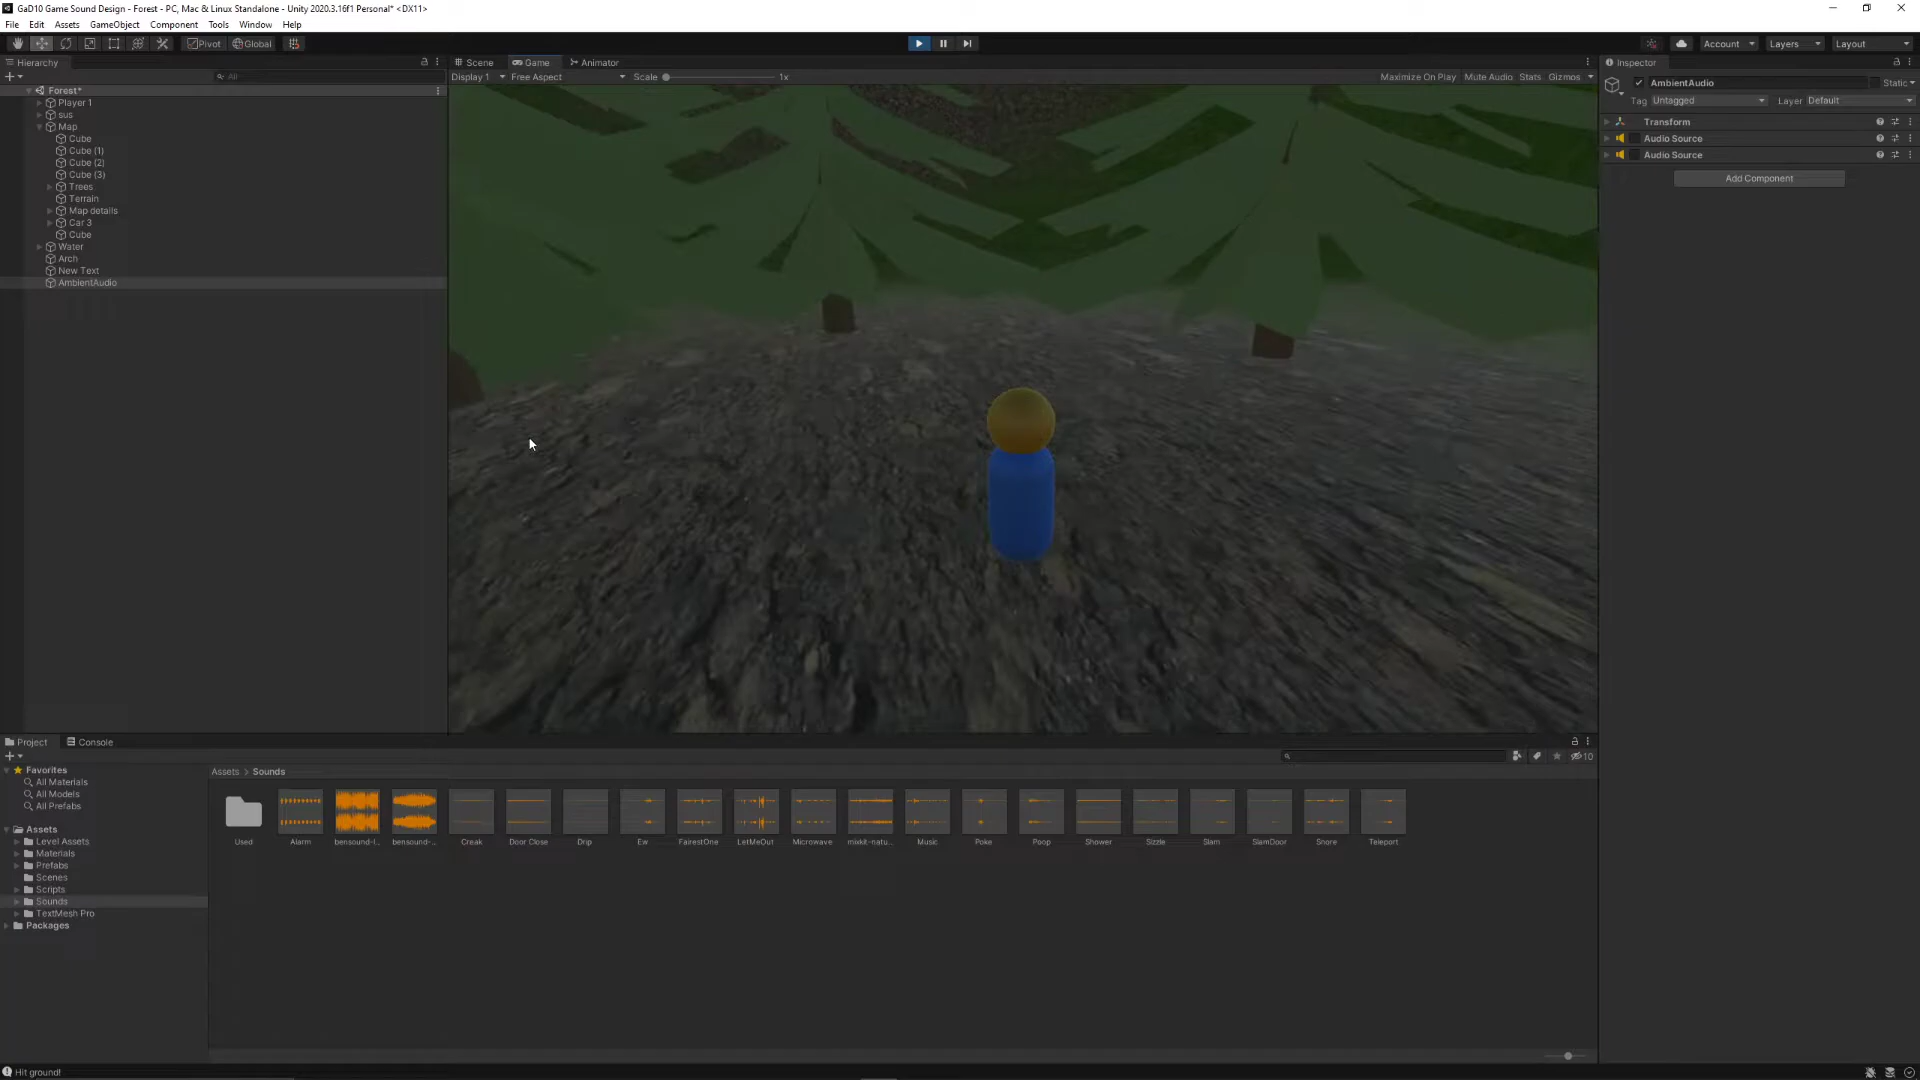 GaD10 Game Sound Design - Forest - PC, Mac & Linux Standalone - Unity 2020.3.16f1 Personal* <DX11>
File Edit Assets GameObject Component Tools Window Help
Pivot Global Account Layers Layout
Hierarchy
All
Forest*
Player 1
sus
Map
Cube
Cube (1)
Cube (2)
Cube (3)
Trees
Terrain
Map details
Car 3
Cube
Water
Arch
New Text
AmbientAudio
Scene Game Animator
Display 1 Free Aspect Scale 1x Maximize On Play Mute Audio Stats Gizmos
Inspector
AmbientAudio Static
Tag Untagged Layer Default
Transform
Audio Source
Audio Source
Add Component
Project Console
Favorites
All Materials
All Models
All Prefabs
Assets
Level Assets
Materials
Prefabs
Scenes
Scripts
Sounds
TextMesh Pro
Packages
Assets > Sounds
10
Used Alarm bensound-l... bensound-... Creak Door Close Drip Ew FairestOne LetMeOut Microwave mixkit-natu... Music Poke Poop Shower Sizzle Slam SlamDoor Snore Teleport
Hit ground!